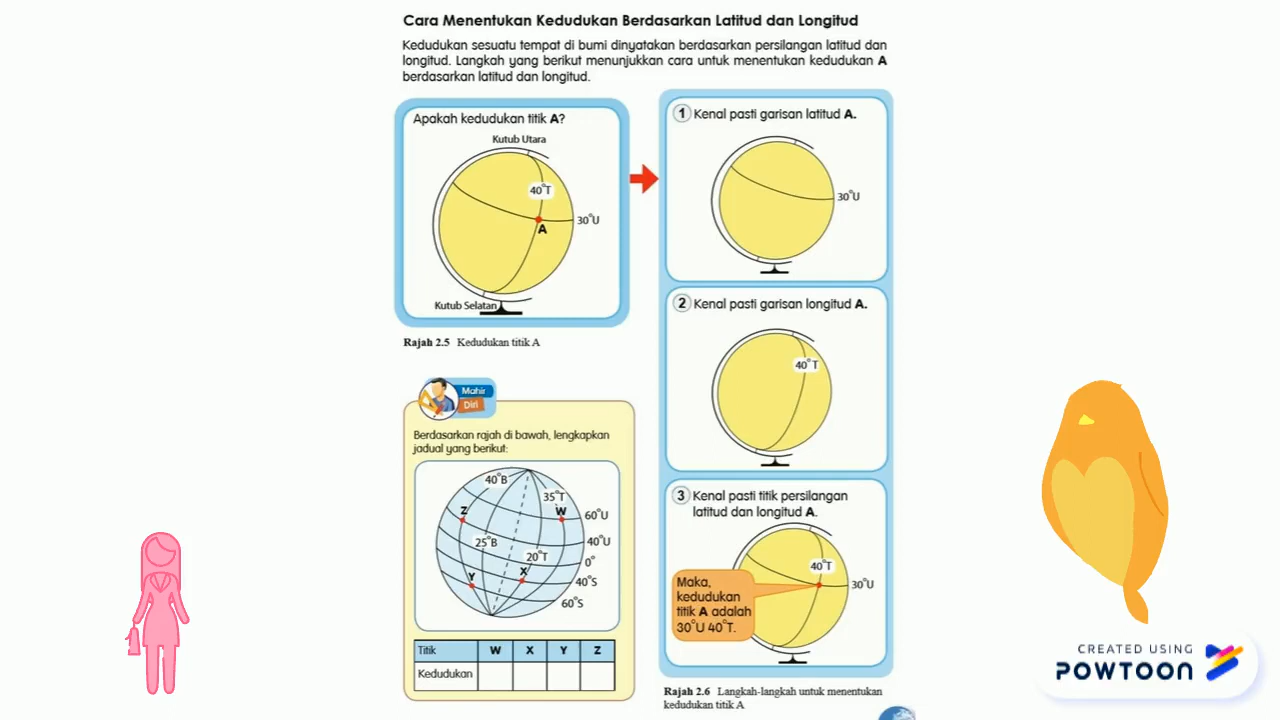 Cara Menentukan Kedudukan Berdasarkan Latitud dan Longitud
Kedudukan sesuatu tempat di bumi dinyatakan berdasarkan persilangan latitud dan
longitud. Langkah yang berikut menunjukkan cara untuk menentukan kedudukan A
berdasarkan latitud dan longitud.
Apakah kedudukan titik A?
Kutub Utara
40°T
30°U
A
Kutub Selatan
Rajah 2.5 Kedudukan titik A
1 Kenal pasti garisan latitud A.
30°U
2 Kenal pasti garisan longitud A.
40°T
3 Kenal pasti titik persilangan
latitud dan longitud A.
40°T
30°U
Maka,
kedudukan
titik A adalah
30°U 40°T.
Rajah 2.6 Langkah-langkah untuk menentukan
kedudukan titik A
Mahir
Diri
Berdasarkan rajah di bawah, lengkapkan
jadual yang berikut:
40°B
35°T
Z
W
60°U
25°B
40°U
20°T
0°
Y
X
40°S
60°S
Titik W X Y Z
Kedudukan
CREATED USING
POWTOON